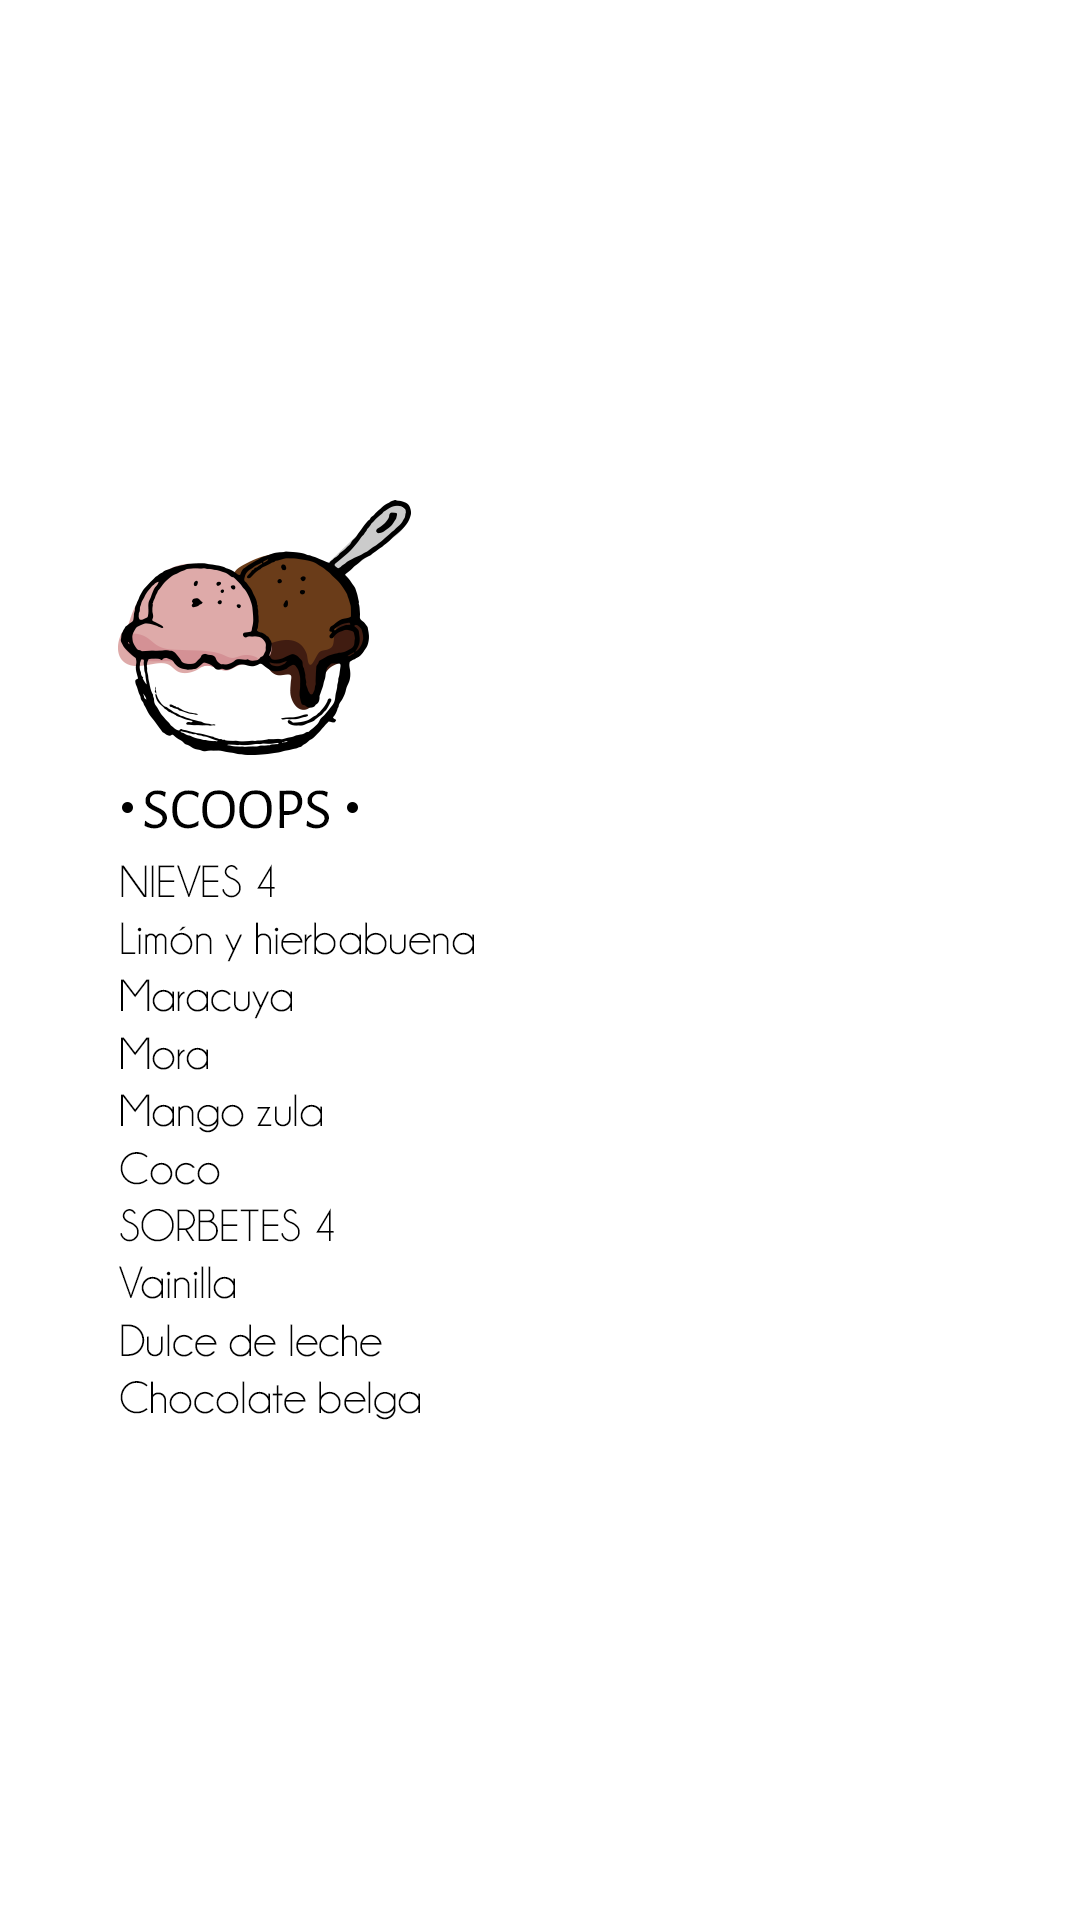 • SCOOPS •
NIEVES 4
Limón y hierbabuena
Maracuya
Mora
Mango zula
Coco
SORBETES 4
Vainilla
Dulce de leche
Chocolate belga